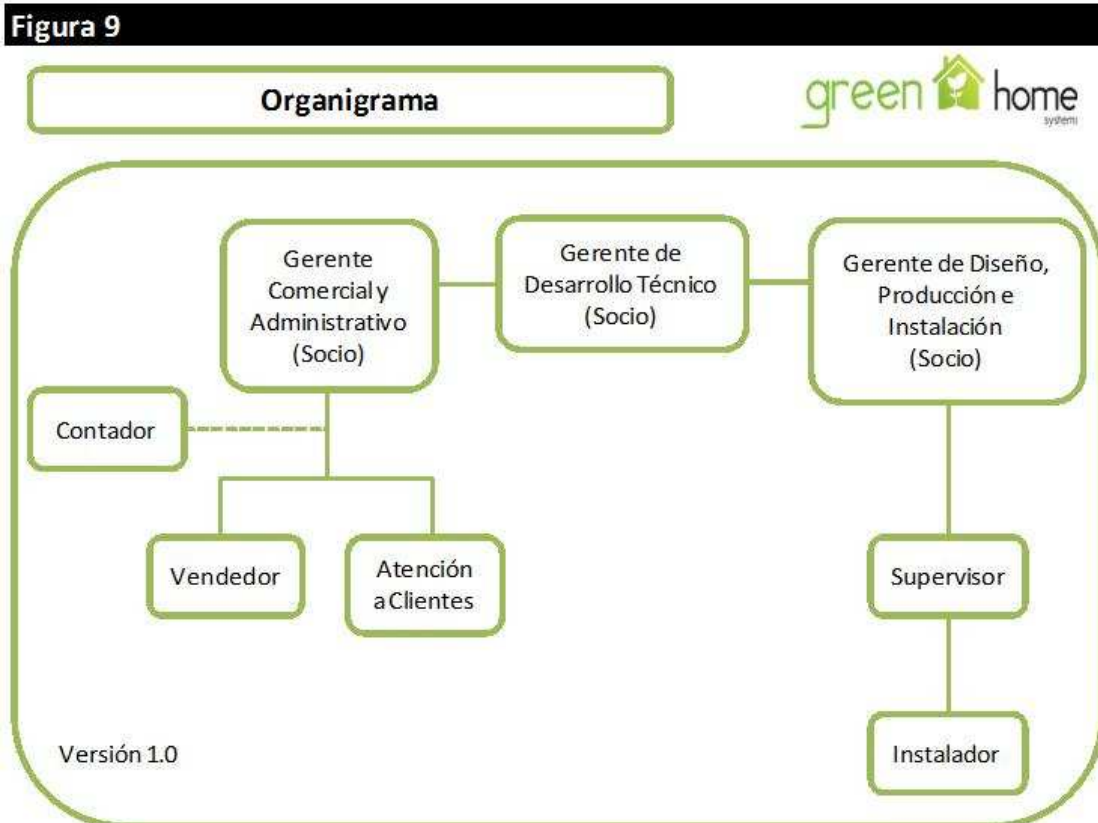 Figura 9
Organigrama
green home
systems
Gerente
Comercial y
Administrativo
(Socio)
Gerente de
Desarrollo Técnico
(Socio)
Gerente de Diseño,
Producción e
Instalación
(Socio)
Contador
Vendedor
Atención
a Clientes
Supervisor
Instalador
Versión 1.0